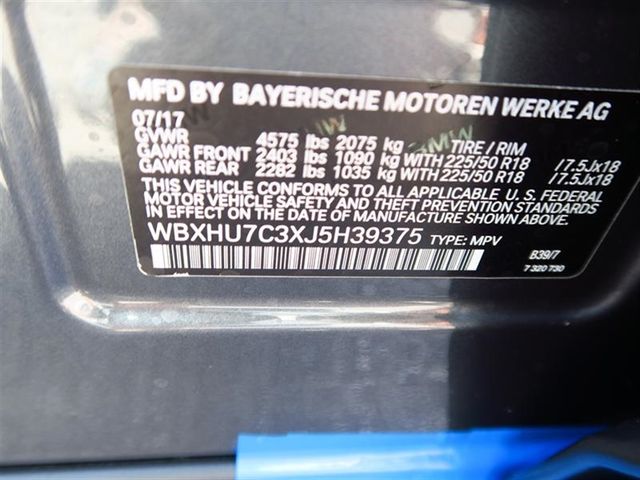 MFD BY BAYERISCHE MOTOREN WERKE AG
07/17
GVWR 4575 lbs 2075 kg TIRE / RIM
GAWR FRONT 2403 lbs 1090 kg WITH 225/50 R18 /7.5Jx18
GAWR REAR 2282 lbs 1035 kg WITH 225/50 R18 /7.5Jx18
THIS VEHICLE CONFORMS TO ALL APPLICABLE U. S. FEDERAL
MOTOR VEHICLE SAFETY STANDARDS IN EFFECT ON THE
DATE OF MANUFACTURE SHOWN ABOVE.
WBXHU7C3XJ5H39375 TYPE: MPV
B39/7
7 320 730